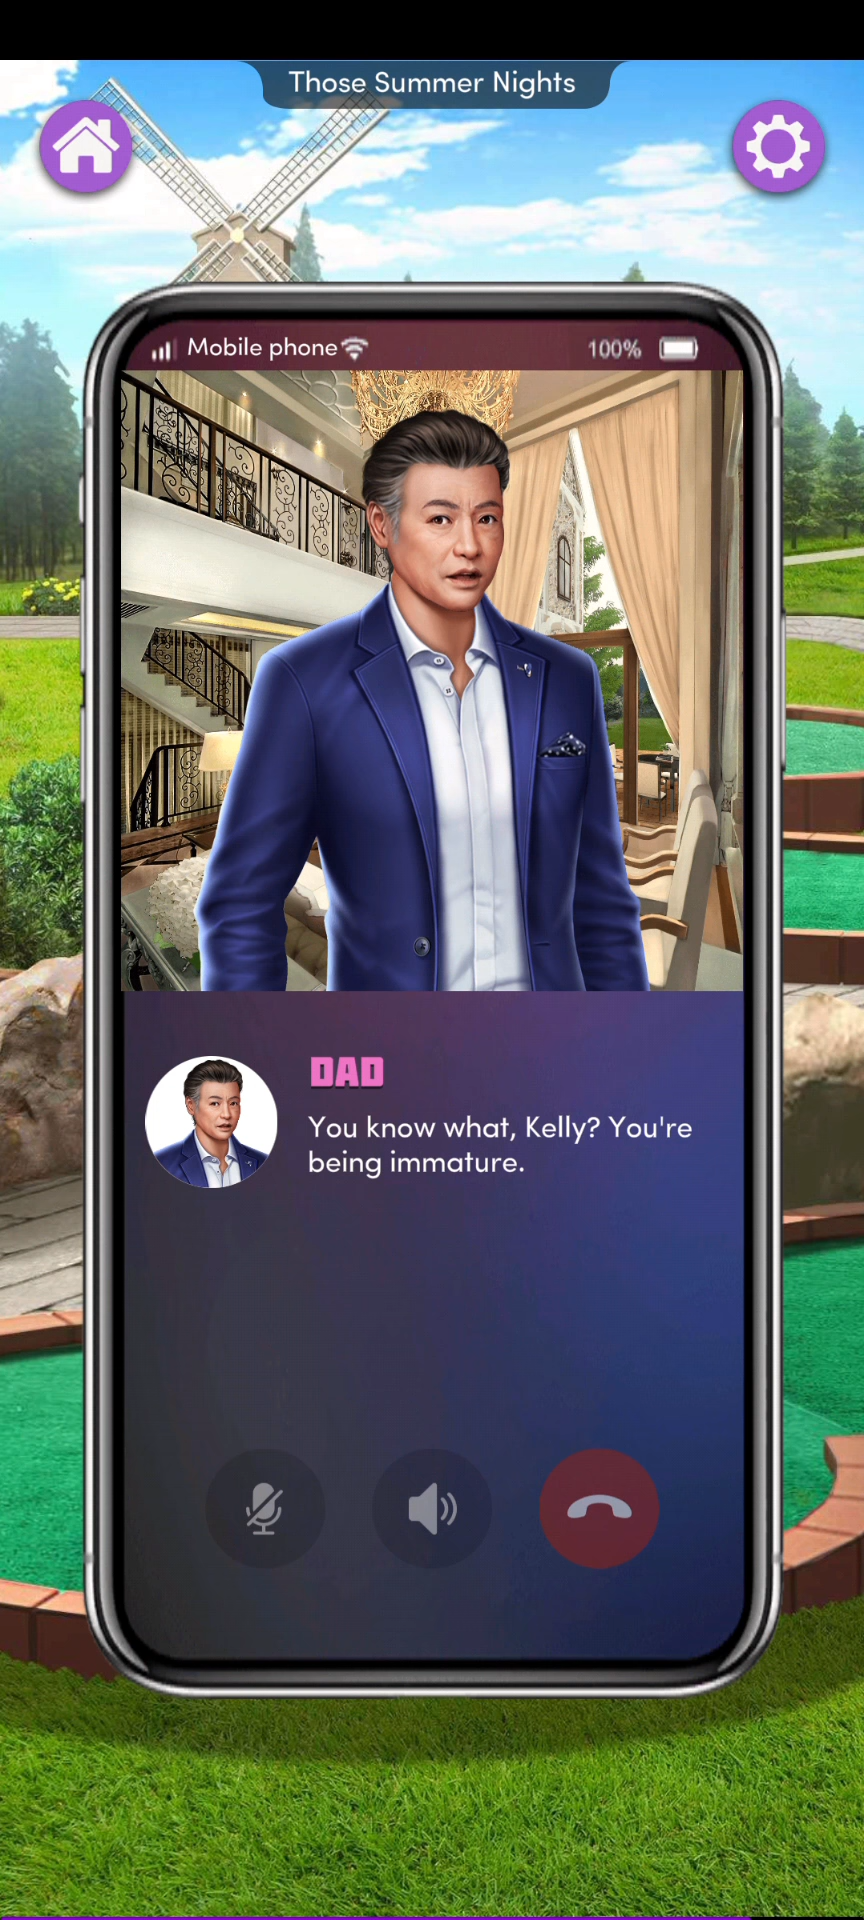 Those Summer Nights
Mobile phone
100%
DAD
You know what, Kelly? You're
being immature.